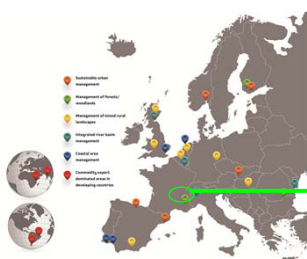 Sustainable urban
management
Management of forests/
woodlands
Management of mixed rural
landscapes
Integrated river basin
management
Coastal area
management
Commodity export
dominated areas in
developing countries